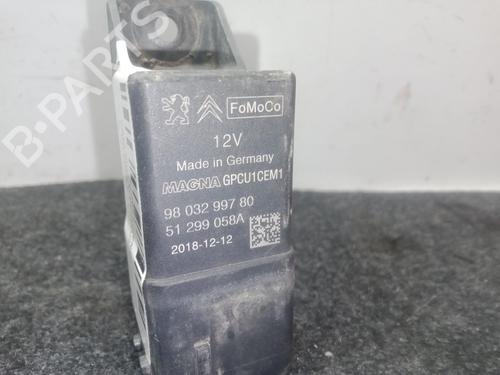 B-PARTS
FoMoCo
12V
Made in Germany
MAGNA GPCU1CEM1
98 032 997 80
51 299 058A
2018-12-12